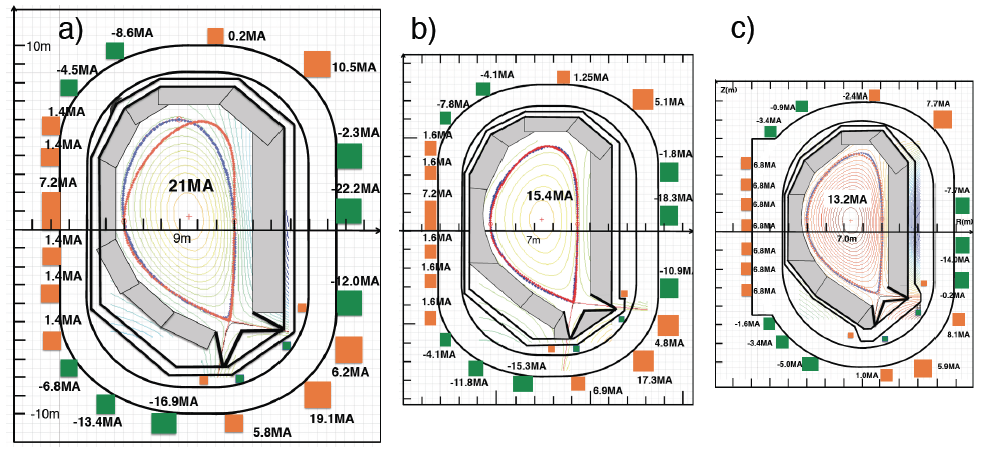 a)
10m
-8.6MA
0.2MA
10.5MA
-4.5MA
1.4MA
1.4MA
7.2MA
21MA
-2.3MA
-22.2MA
9m
1.4MA
1.4MA
1.4MA
-12.0MA
6.2MA
-6.8MA
-10m
-13.4MA
-16.9MA
5.8MA
19.1MA
b)
-4.1MA
1.25MA
5.1MA
-7.8MA
1.6MA
1.6MA
7.2MA
15.4MA
-1.8MA
-18.3MA
7m
1.6MA
1.6MA
1.6MA
-10.9MA
4.8MA
-4.1MA
-11.8MA
-15.3MA
6.9MA
17.3MA
c)
Z(m)
-2.4MA
7.7MA
-0.9MA
-3.4MA
6.8MA
6.8MA
6.8MA
6.8MA
13.2MA
-7.7MA
R(m)
7.0m
6.8MA
6.8MA
6.8MA
-14.0MA
-0.2MA
-1.6MA
-3.4MA
8.1MA
-5.0MA
1.0MA
5.9MA